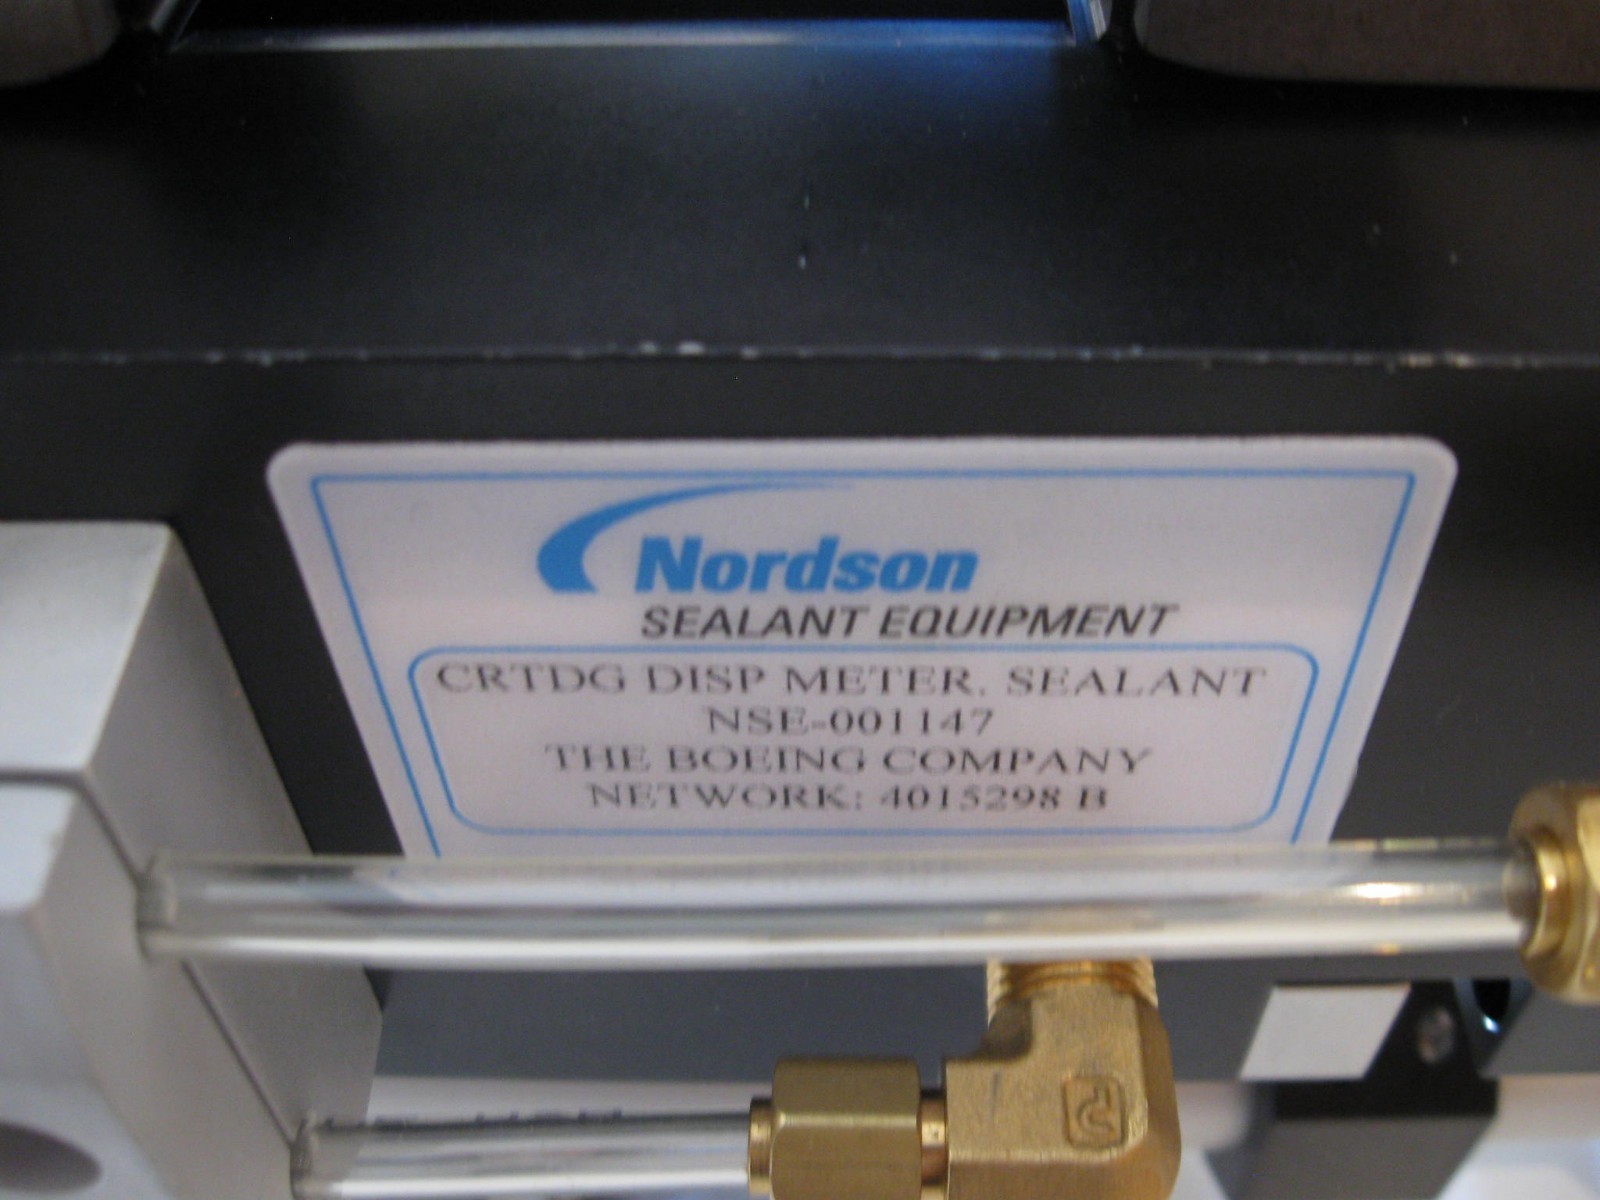 Nordson
SEALANT EQUIPMENT
CRTDG DISP METER, SEALANT
NSE-001147
THE BOEING COMPANY
NETWORK: 4015298 B